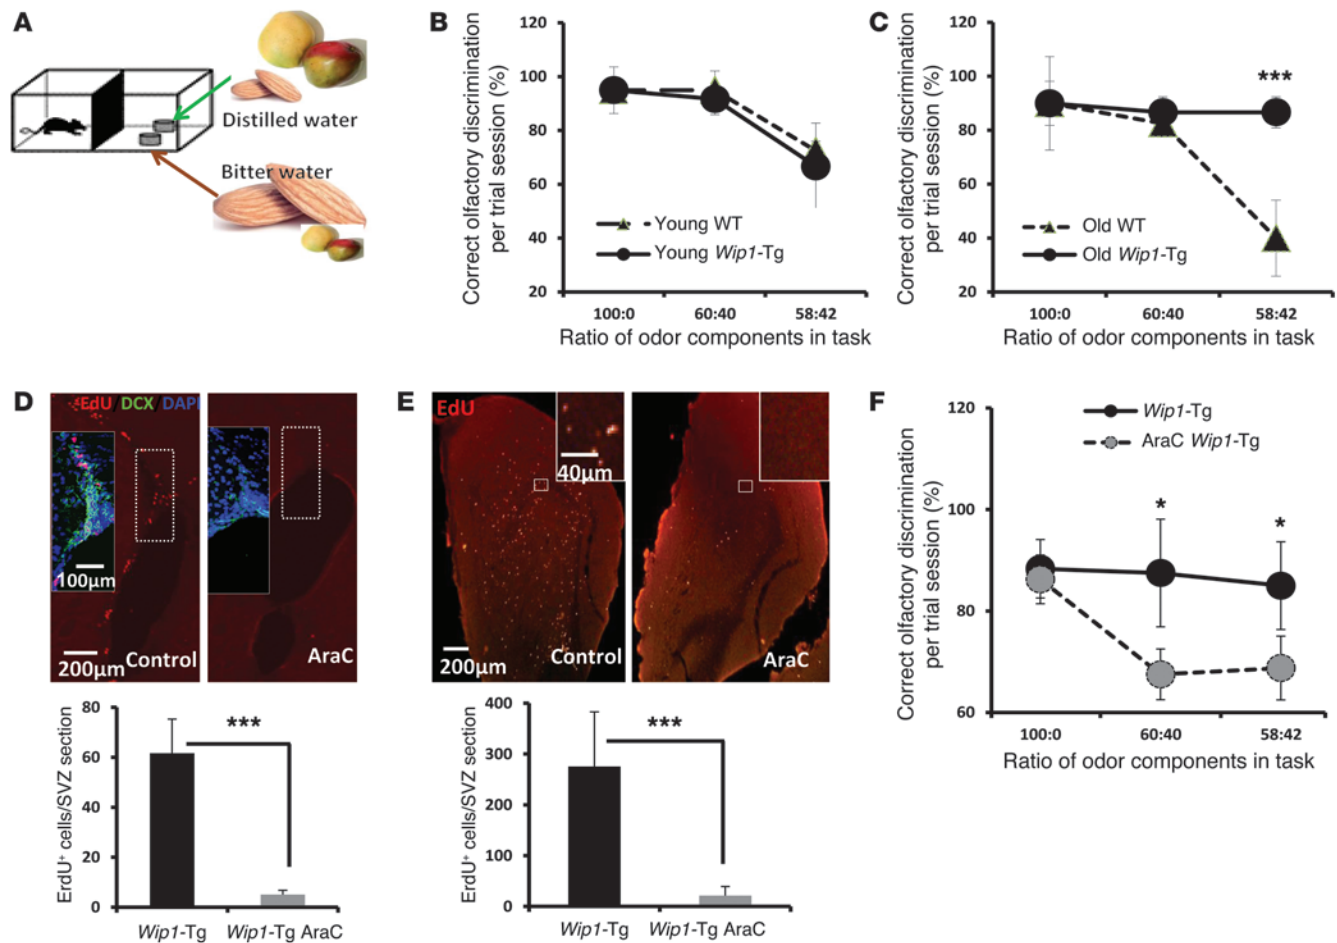 A
Distilled water
Bitter water
B
Correct olfactory discrimination
per trial session (%)
120
100
80
60
40
20
Young WT
Young Wip1-Tg
100:0
60:40
58:42
Ratio of odor components in task
C
Correct olfactory discrimination
per trial session (%)
120
100
80
60
40
20
***
Old WT
Old Wip1-Tg
100:0
60:40
58:42
Ratio of odor components in task
D
EdU/DCX/DAPI
100µm
200µm
Control
AraC
ErdU+ cells/SVZ section
80
60
40
20
0
***
Wip1-Tg
Wip1-Tg AraC
E
EdU
40µm
200µm
Control
AraC
ErdU+ cells/SVZ section
400
300
200
100
0
***
Wip1-Tg
Wip1-Tg AraC
F
Correct olfactory discrimination
per trial session (%)
120
100
80
60
Wip1-Tg
AraC Wip1-Tg
*
*
100:0
60:40
58:42
Ratio of odor components in task